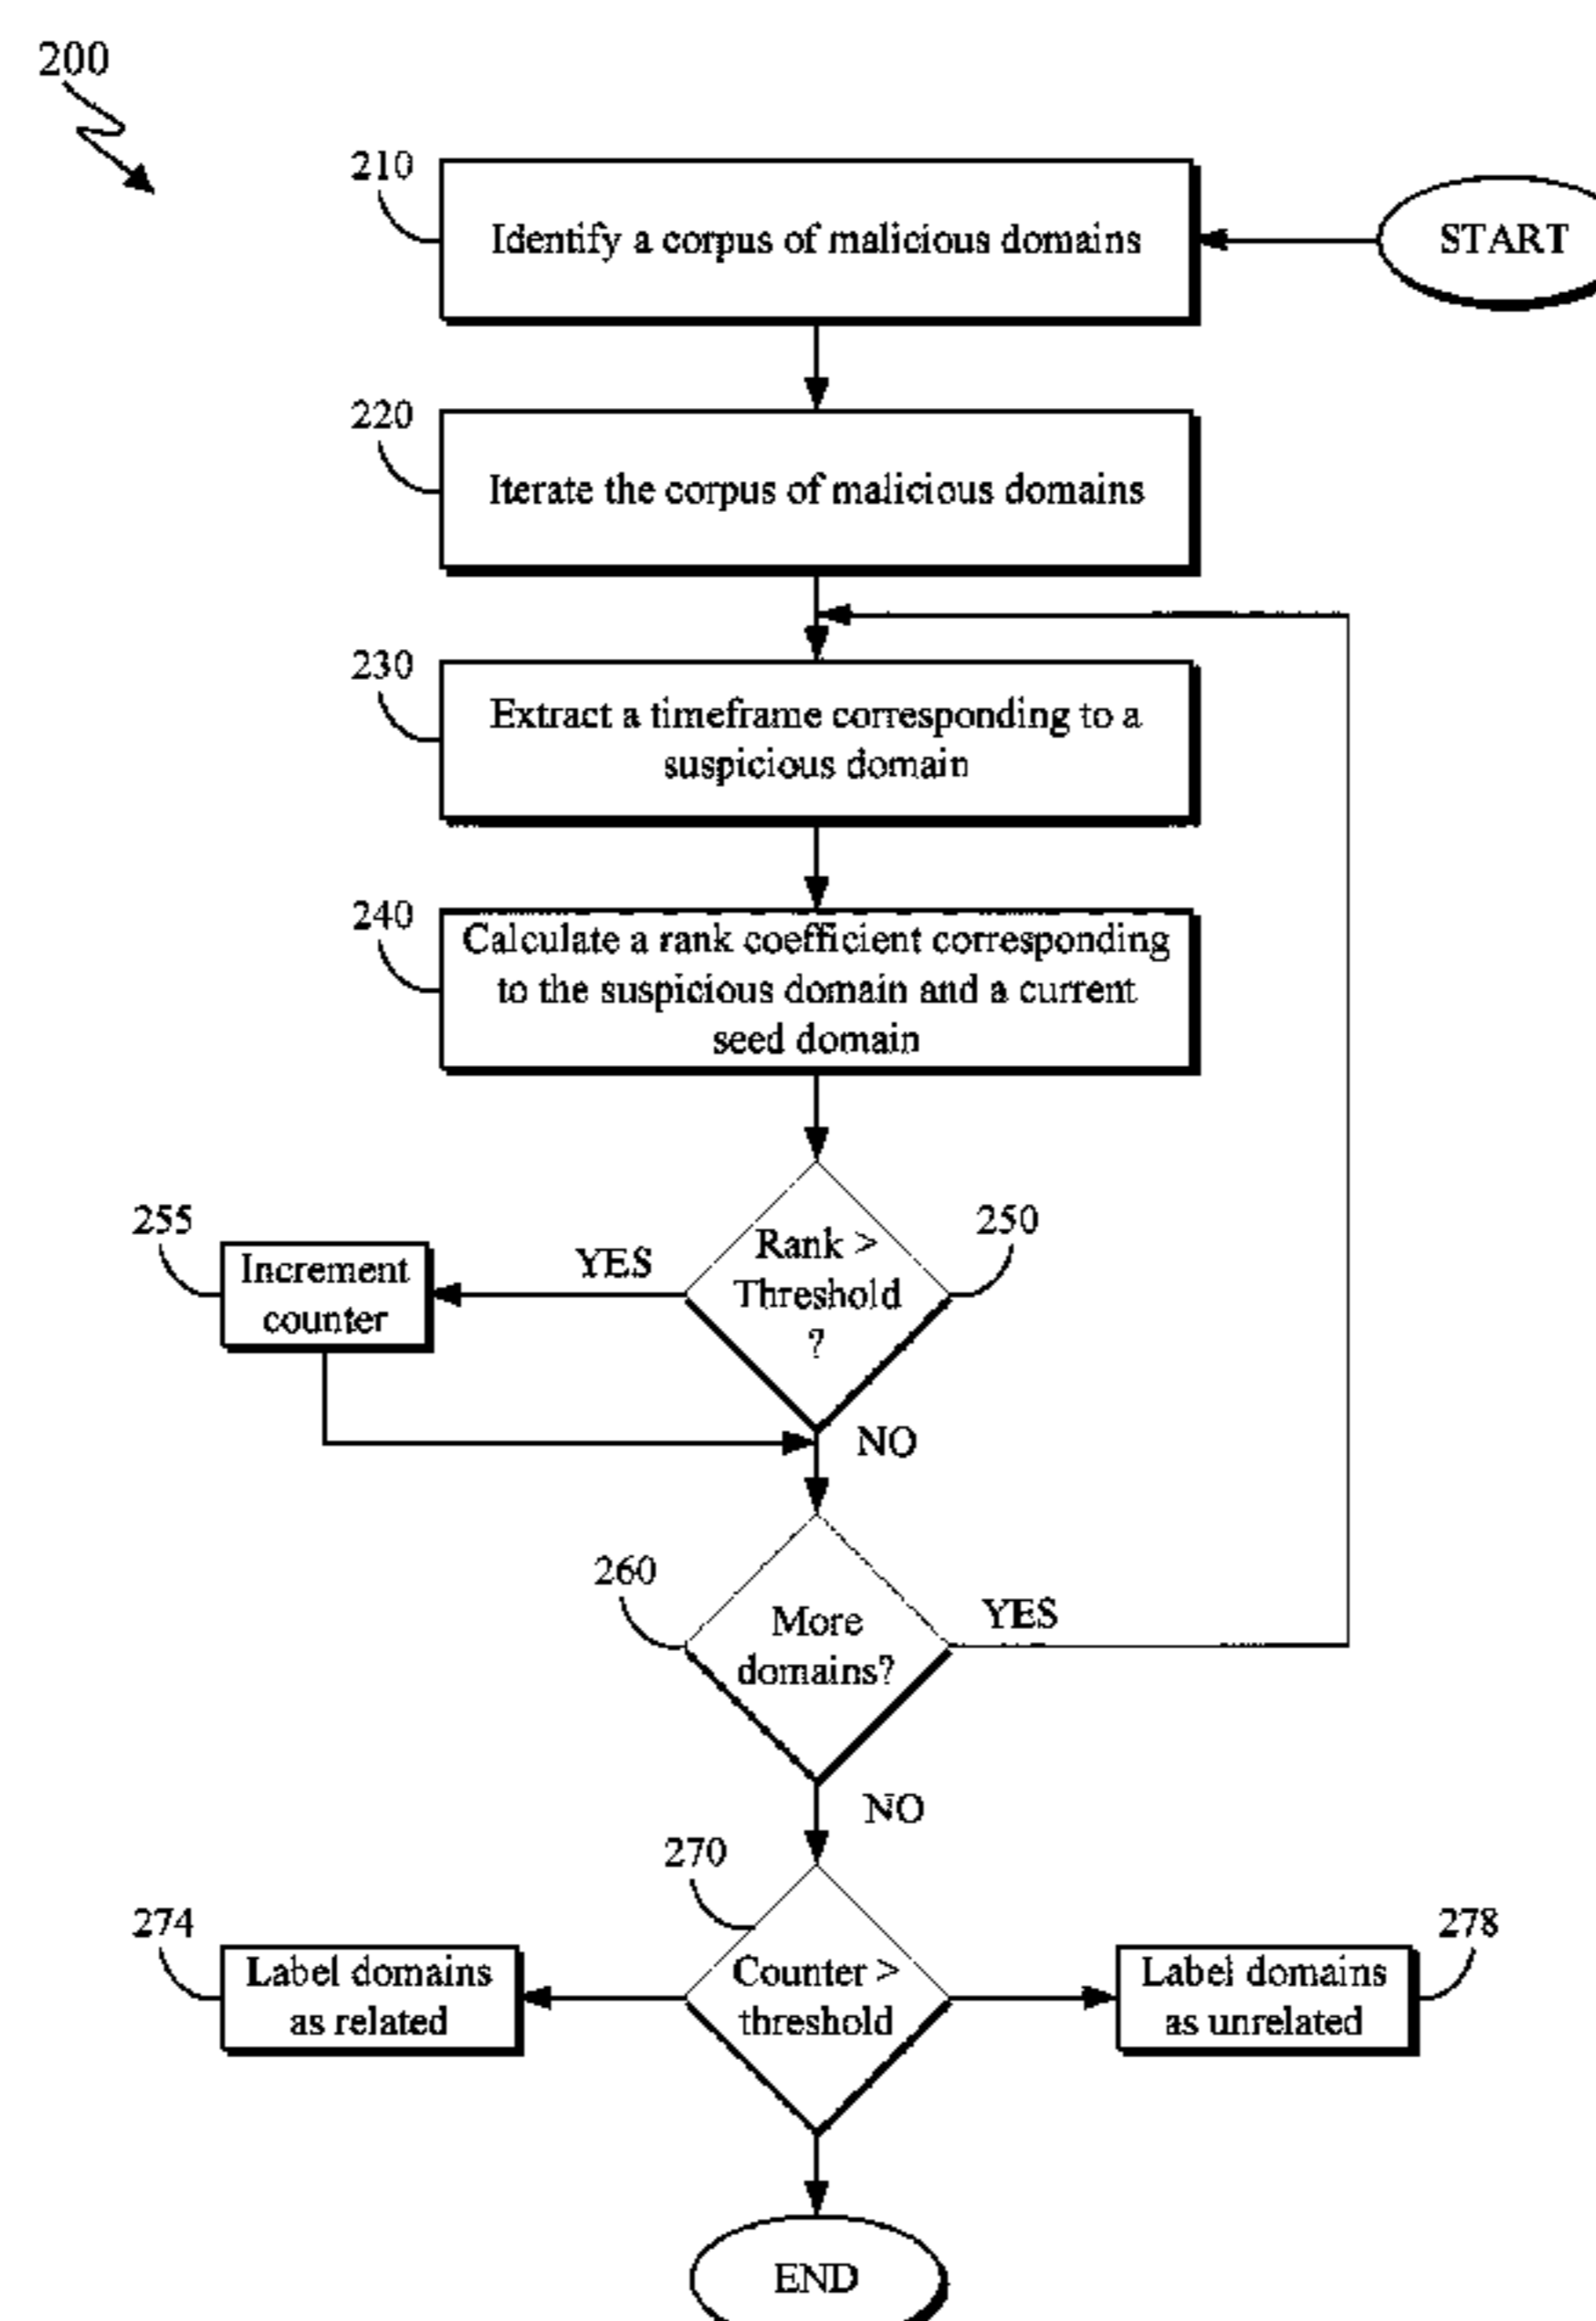 200
210
Identify a corpus of malicious domains
START
220
Iterate the corpus of malicious domains
230
Extract a timeframe corresponding to a
suspicious domain
240
Calculate a rank coefficient corresponding
to the suspicious domain and a current
seed domain
255
Increment
counter
YES
Rank >
Threshold
?
250
NO
260
More
domains?
YES
NO
270
274
Label domains
as related
Counter >
threshold
278
Label domains
as unrelated
END